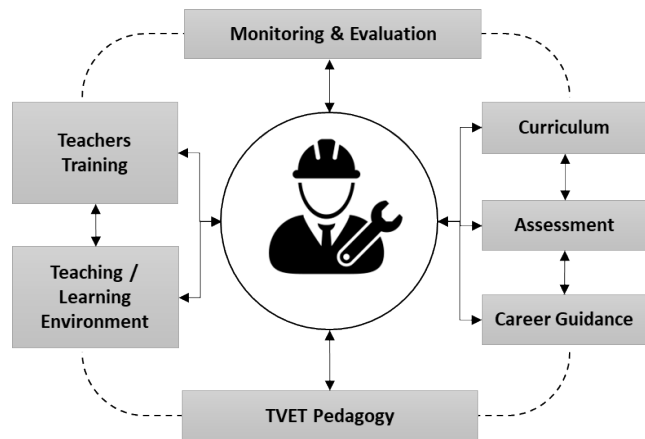 Monitoring & Evaluation
Teachers
Training
Teaching /
Learning
Environment
Curriculum
Assessment
Career Guidance
TVET Pedagogy